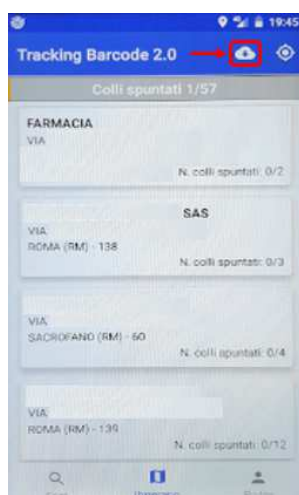 19:45
Tracking Barcode 2.0
Colli spuntati 1/57
FARMACIA
VIA
N. colli spuntati: 0/2
SAS
VIA
ROMA (RM) - 138
N. colli spuntati: 0/3
VIA
SACROFANO (RM) - 60
N. colli spuntati: 0/4
VIA
ROMA (RM) - 139
N. colli spuntati: 0/12